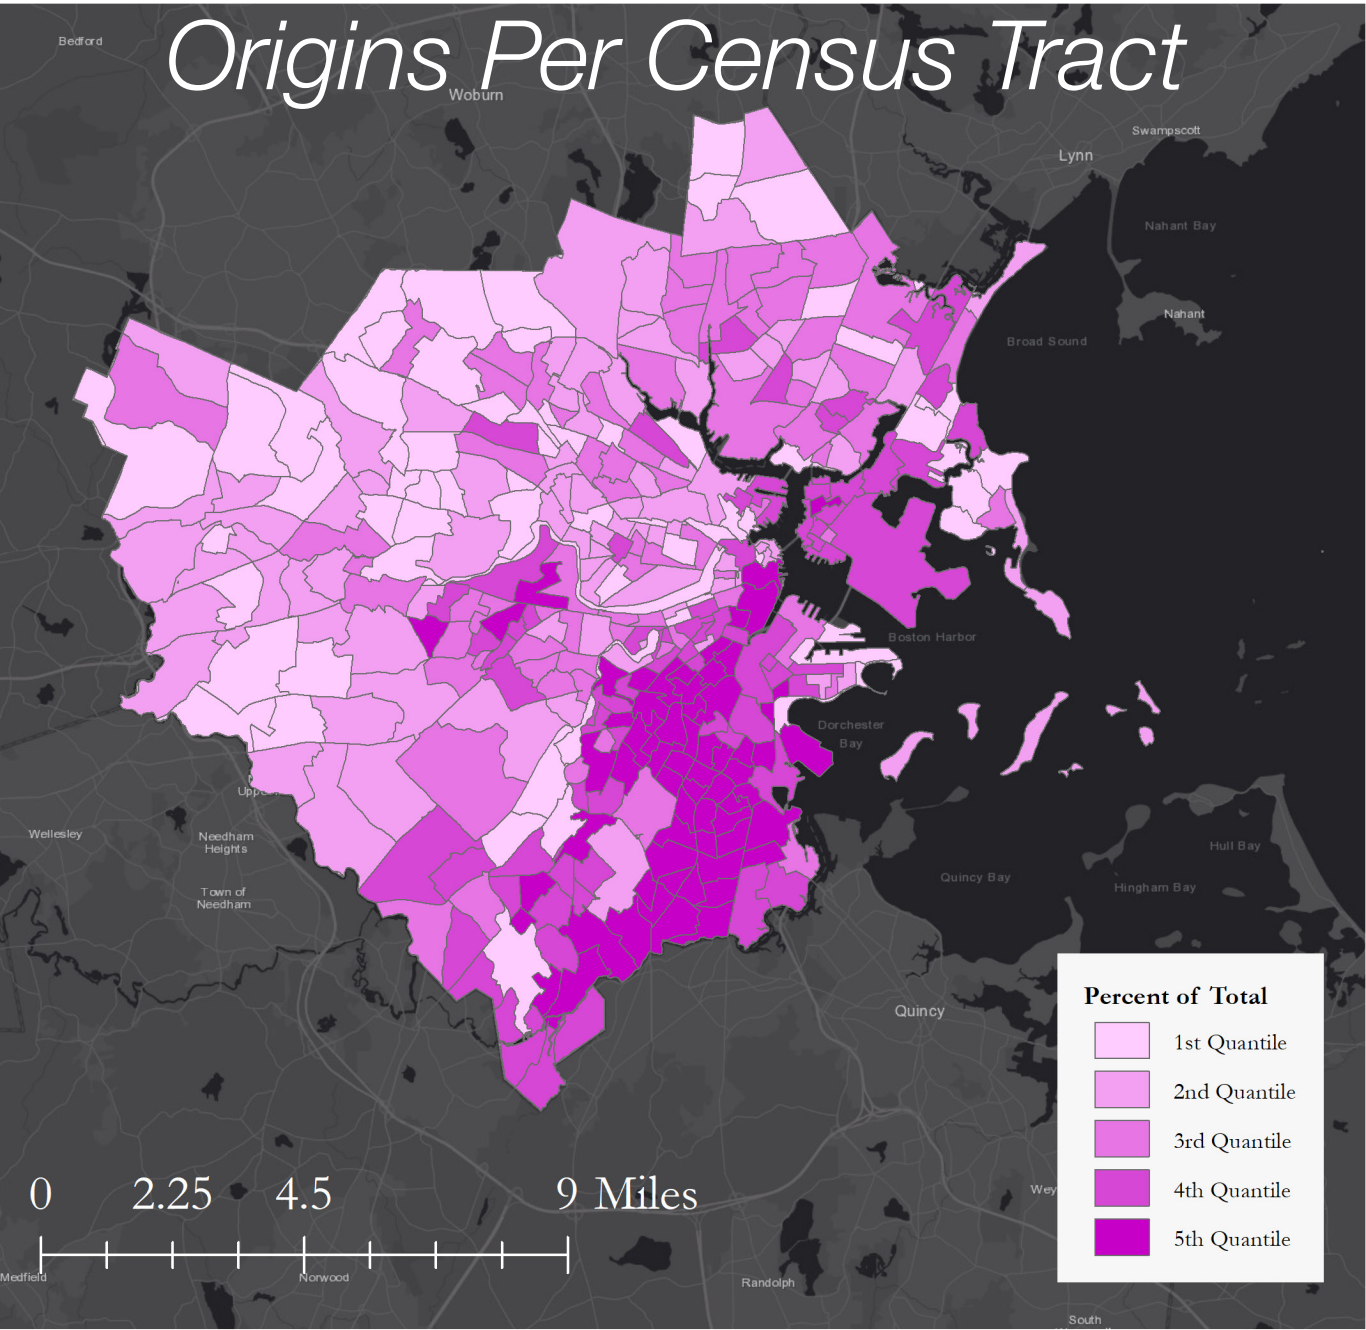 Origins Per Census Tract
Bedford
Woburn
Swampscott
Lynn
Nahant Bay
Nahant
Broad Sound
Boston Harbor
Dorchester
Bay
Wellesley
Needham
Heights
Town of
Needham
Hull Bay
Quincy Bay
Hingham Bay
Quincy
Percent of Total
1st Quantile
2nd Quantile
3rd Quantile
4th Quantile
5th Quantile
0 2.25 4.5 9 Miles
Wey
Medfield
Norwood
Randolph
South